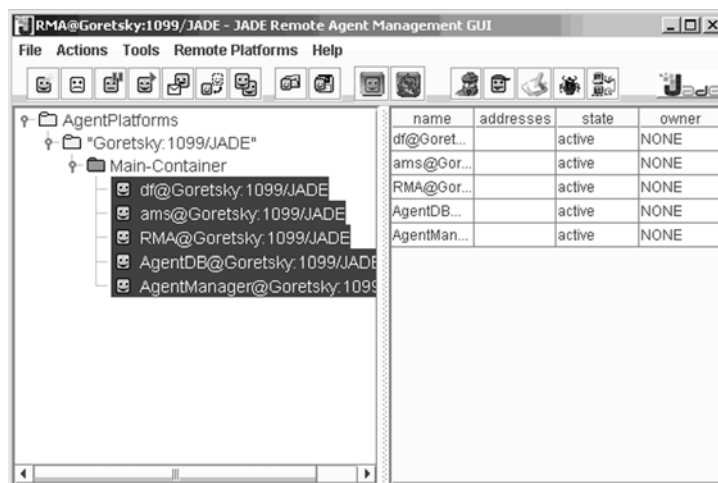 RMA@Goretsky:1099/JADE - JADE Remote Agent Management GUI
File Actions Tools Remote Platforms Help
Jade
AgentPlatforms
"Goretsky:1099/JADE"
Main-Container
df@Goretsky:1099/JADE
ams@Goretsky:1099/JADE
RMA@Goretsky:1099/JADE
AgentDB@Goretsky:1099/JADE
AgentManager@Goretsky:1099
name addresses state owner
df@Goret... active NONE
ams@Gor... active NONE
RMA@Gor... active NONE
AgentDB... active NONE
AgentMan... active NONE